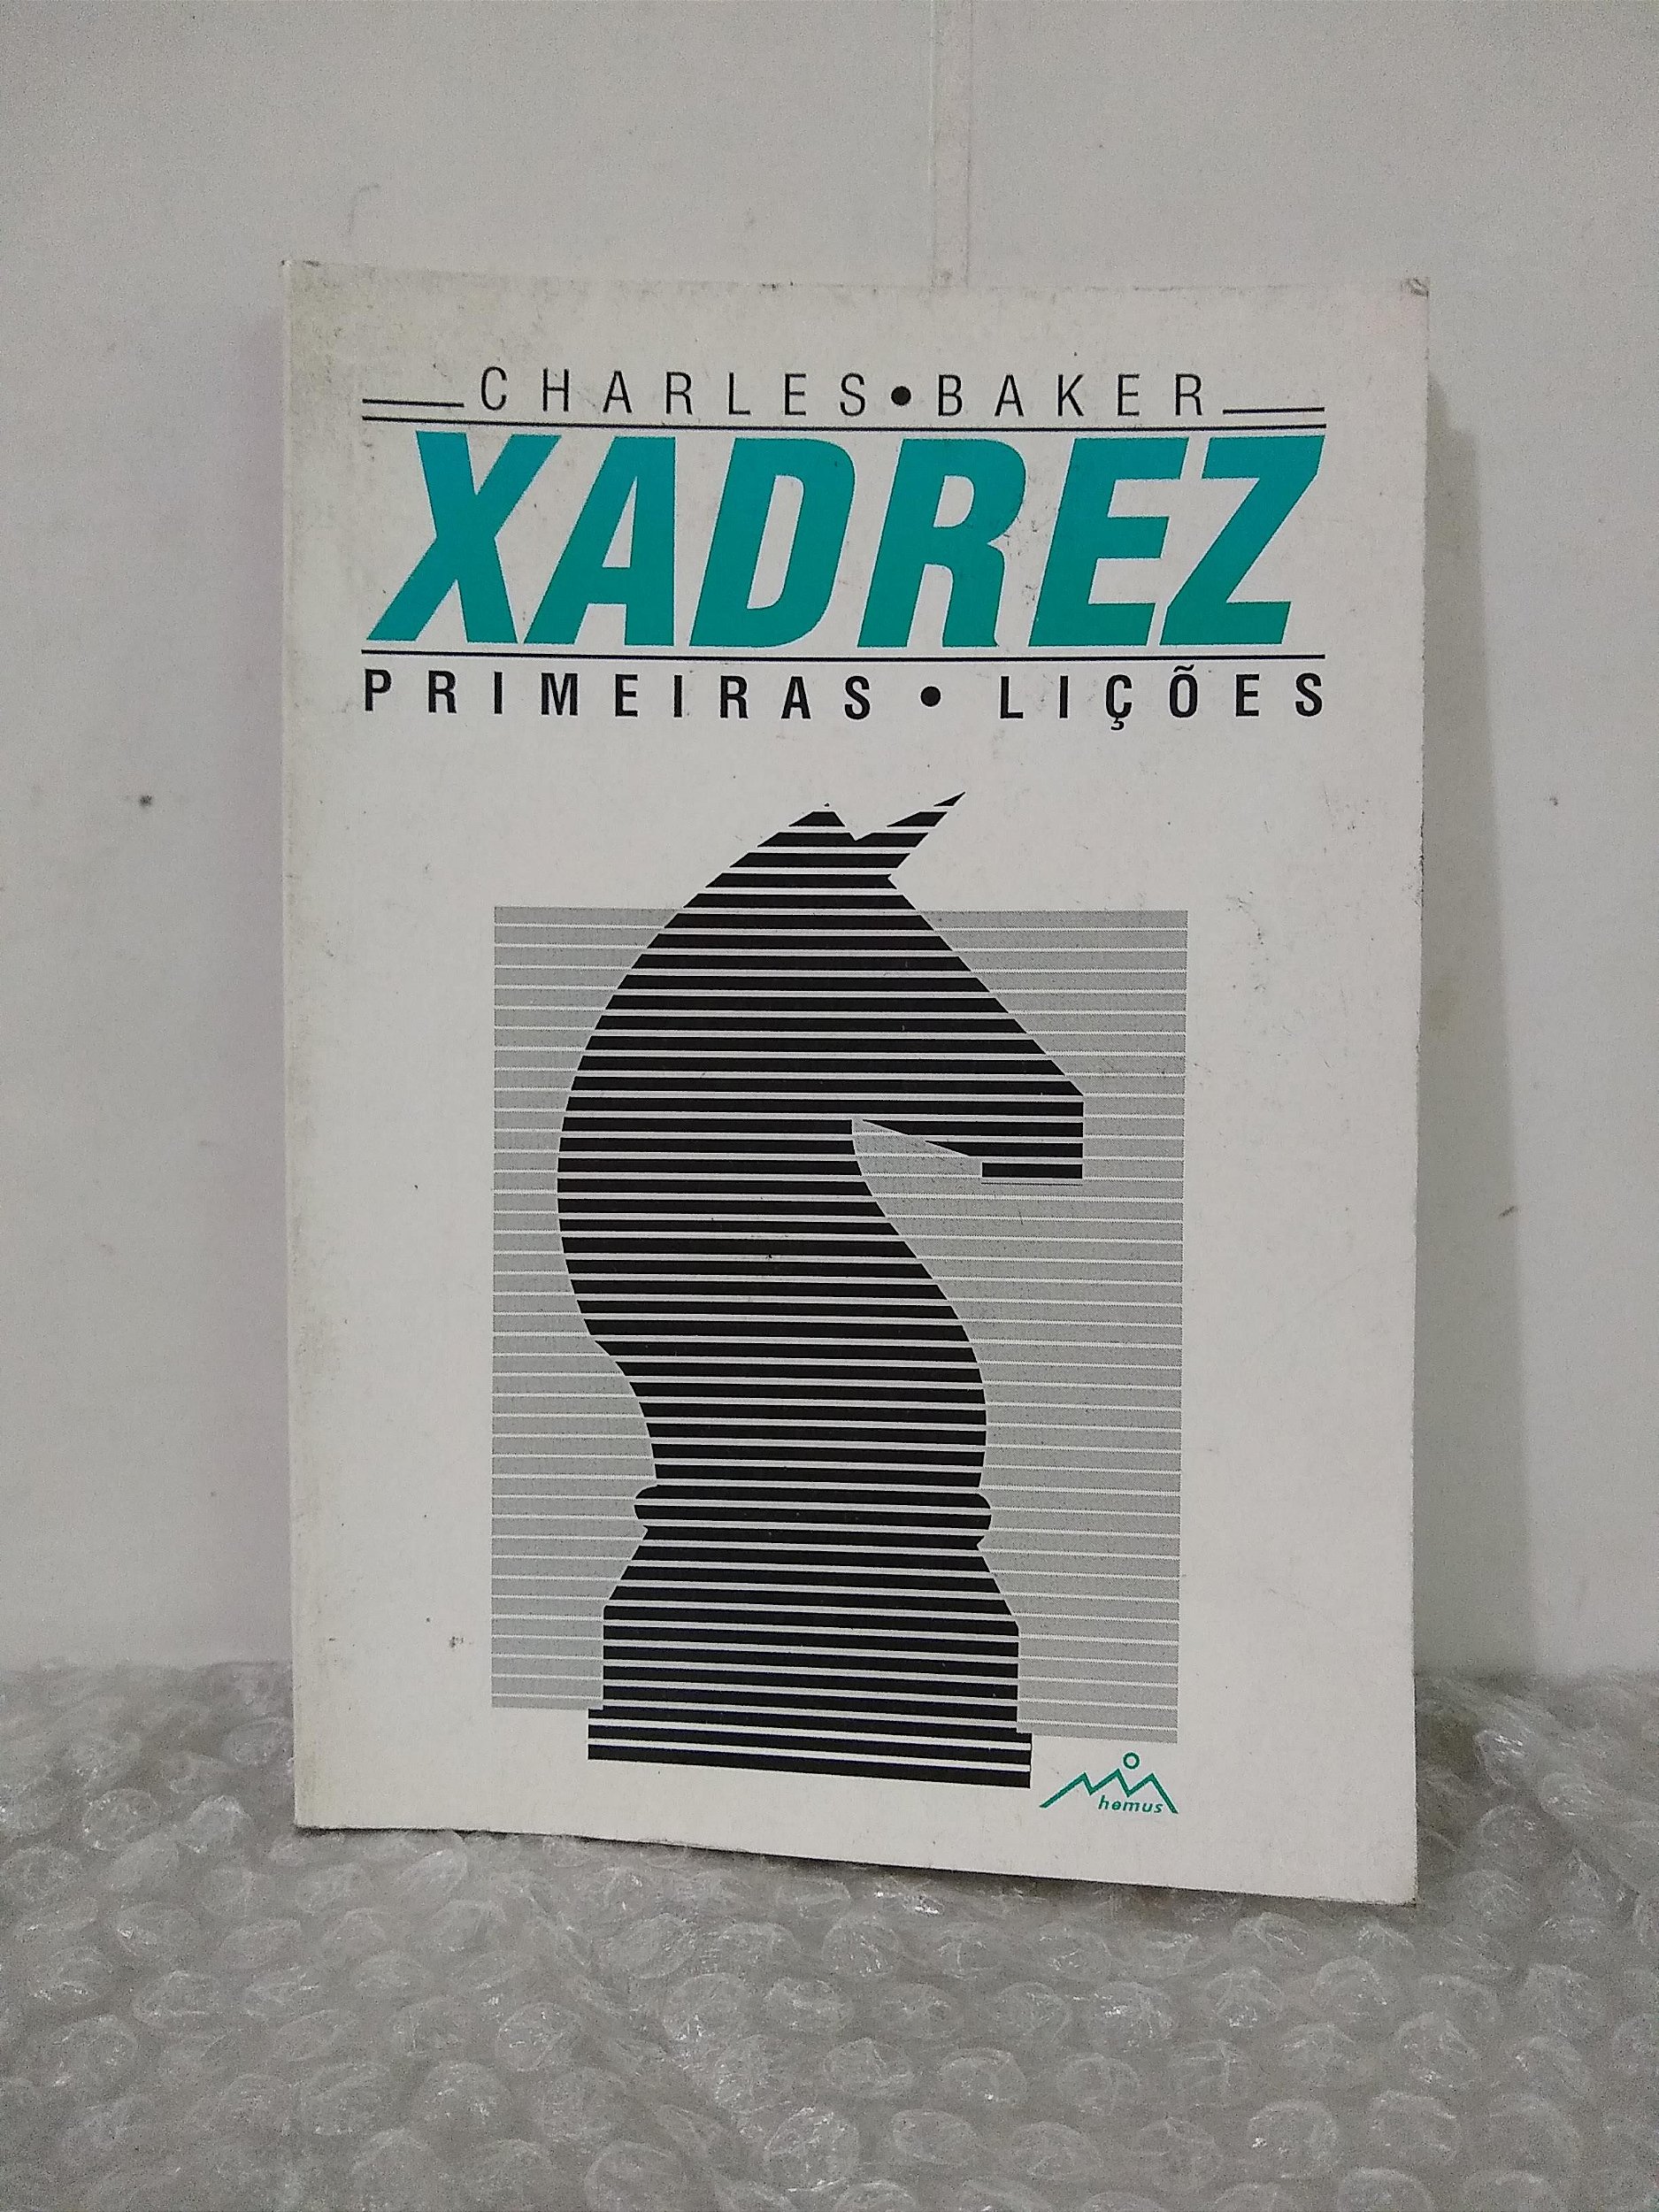 CHARLES•BAKER
XADREZ
PRIMEIRAS • LIÇÕES
hemus